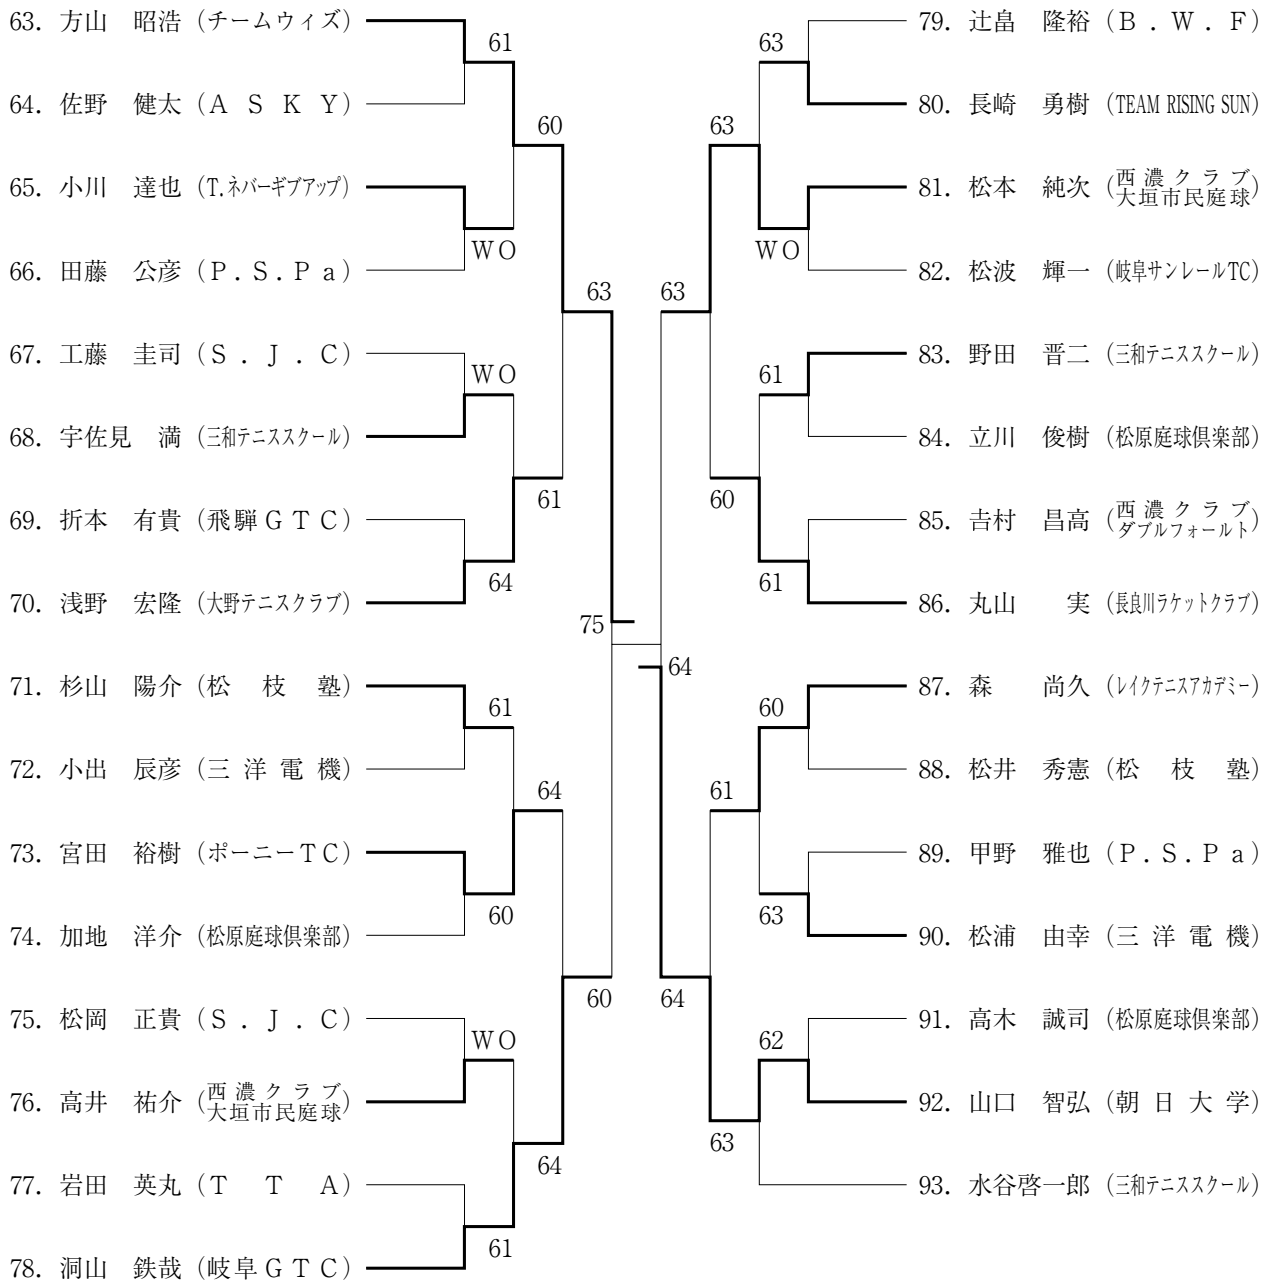 63. 方山　昭浩 (チームウィズ)
64. 佐野　健太 (ＡＳＫＹ)
65. 小川　達也 (T.ネバーギブアップ)
66. 田藤　公彦 (Ｐ.Ｓ.Ｐａ)
67. 工藤　圭司 (Ｓ.Ｊ.Ｃ)
68. 宇佐見　満 (三和テニススクール)
69. 折本　有貴 (飛騨ＧＴＣ)
70. 浅野　宏隆 (大野テニスクラブ)
71. 杉山　陽介 (松枝塾)
72. 小出　辰彦 (三洋電機)
73. 宮田　裕樹 (ポーニーＴＣ)
74. 加地　洋介 (松原庭球倶楽部)
75. 松岡　正貴 (Ｓ.Ｊ.Ｃ)
76. 高井　祐介 (西濃クラブ
大垣市民庭球)
77. 岩田　英丸 (ＴＴＡ)
78. 洞山　鉄哉 (岐阜ＧＴＣ)
61
ＷＯ
ＷＯ
64
61
60
ＷＯ
61
60
61
64
64
63
60
75
64
63
64
63
60
61
63
63
ＷＯ
61
61
60
63
62
79. 辻畠　隆裕 (Ｂ.Ｗ.Ｆ)
80. 長崎　勇樹 (TEAM RISING SUN)
81. 松本　純次 (西濃クラブ
大垣市民庭球)
82. 松波　輝一 (岐阜サンレールTC)
83. 野田　晋二 (三和テニススクール)
84. 立川　俊樹 (松原庭球倶楽部)
85. 吉村　昌高 (西濃クラブ
ダブルフォールト)
86. 丸山　実 (長良川ラケットクラブ)
87. 森　尚久 (レイクテニスアカデミー)
88. 松井　秀憲 (松枝塾)
89. 甲野　雅也 (Ｐ.Ｓ.Ｐａ)
90. 松浦　由幸 (三洋電機)
91. 高木　誠司 (松原庭球倶楽部)
92. 山口　智弘 (朝日大学)
93. 水谷啓一郎 (三和テニススクール)